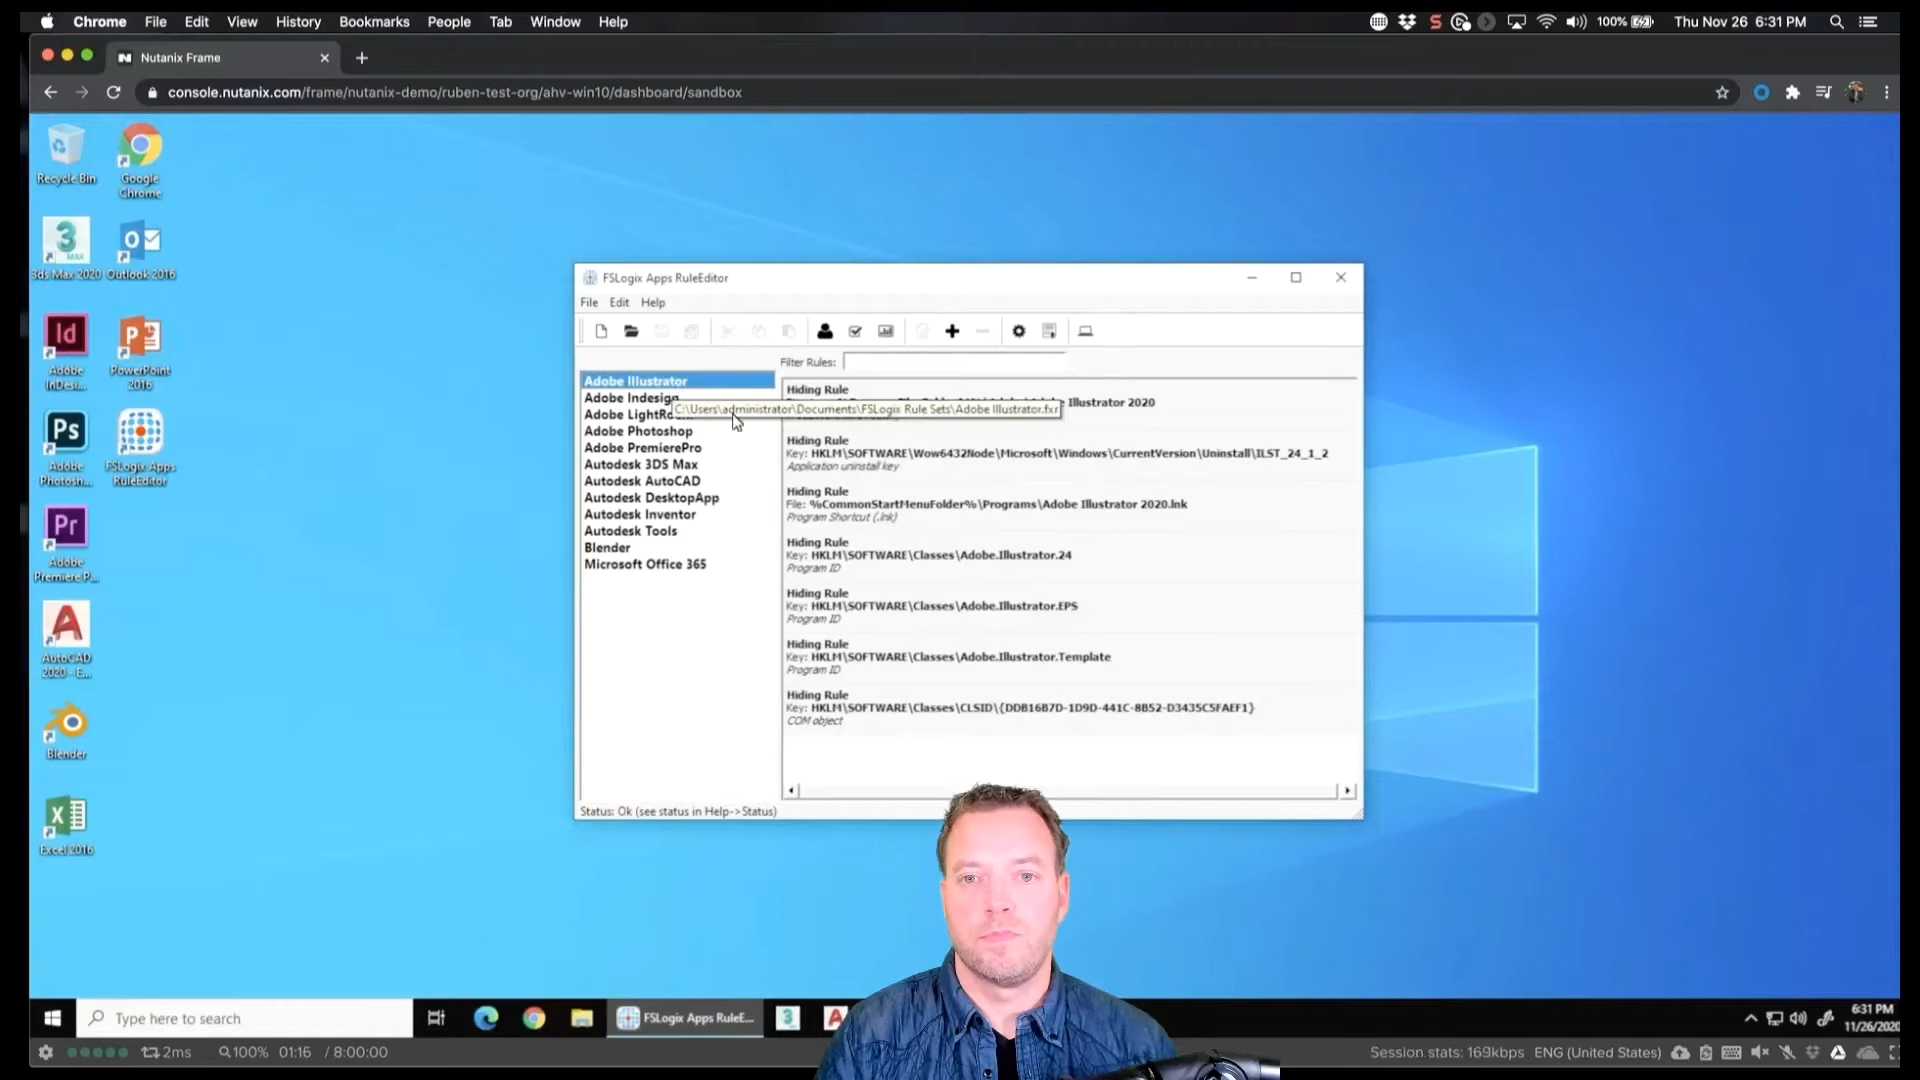 Chrome File Edit View History Bookmarks People Tab Window Help 100% Thu Nov 26 6:31 PM
Nutanix Frame
console.nutanix.com/frame/nutanix-demo/ruben-test-org/ahv-win10/dashboard/sandbox
Recycle Bin
Google
Chrome
3ds Max 2020
Outlook 2016
Adobe
InDesi...
PowerPoint
2016
Adobe
Photosh...
FSLogix Apps
RuleEditor
Adobe
Premiere P...
AutoCAD
2020 - E...
Blender
Excel 2016
FSLogix Apps RuleEditor
File Edit Help
Filter Rules:
Adobe Illustrator
Adobe Indesign
Adobe LightRo
Adobe Photoshop
Adobe PremierePro
Autodesk 3DS Max
Autodesk AutoCAD
Autodesk DesktopApp
Autodesk Inventor
Autodesk Tools
Blender
Microsoft Office 365
C:\Users\administrator\Documents\FSLogix Rule Sets\Adobe Illustrator.fxr
Hiding Rule
Illustrator 2020
Hiding Rule
Key: HKLM\SOFTWARE\Wow6432Node\Microsoft\Windows\CurrentVersion\Uninstall\ILST_24_1_2
Application uninstall key
Hiding Rule
File: %CommonStartMenuFolder%\Programs\Adobe Illustrator 2020.lnk
Program Shortcut (.lnk)
Hiding Rule
Key: HKLM\SOFTWARE\Classes\Adobe.Illustrator.24
Program ID
Hiding Rule
Key: HKLM\SOFTWARE\Classes\Adobe.Illustrator.EPS
Program ID
Hiding Rule
Key: HKLM\SOFTWARE\Classes\Adobe.Illustrator.Template
Program ID
Hiding Rule
Key: HKLM\SOFTWARE\Classes\CLSID\{DDB16B7D-1D9D-441C-8B52-D3435C5FAEF1}
COM object
Status: Ok (see status in Help->Status)
Type here to search
FSLogix Apps RuleE...
6:31 PM
11/26/2020
2ms 100% 01:16 / 8:00:00
Session stats: 169kbps ENG (United States)